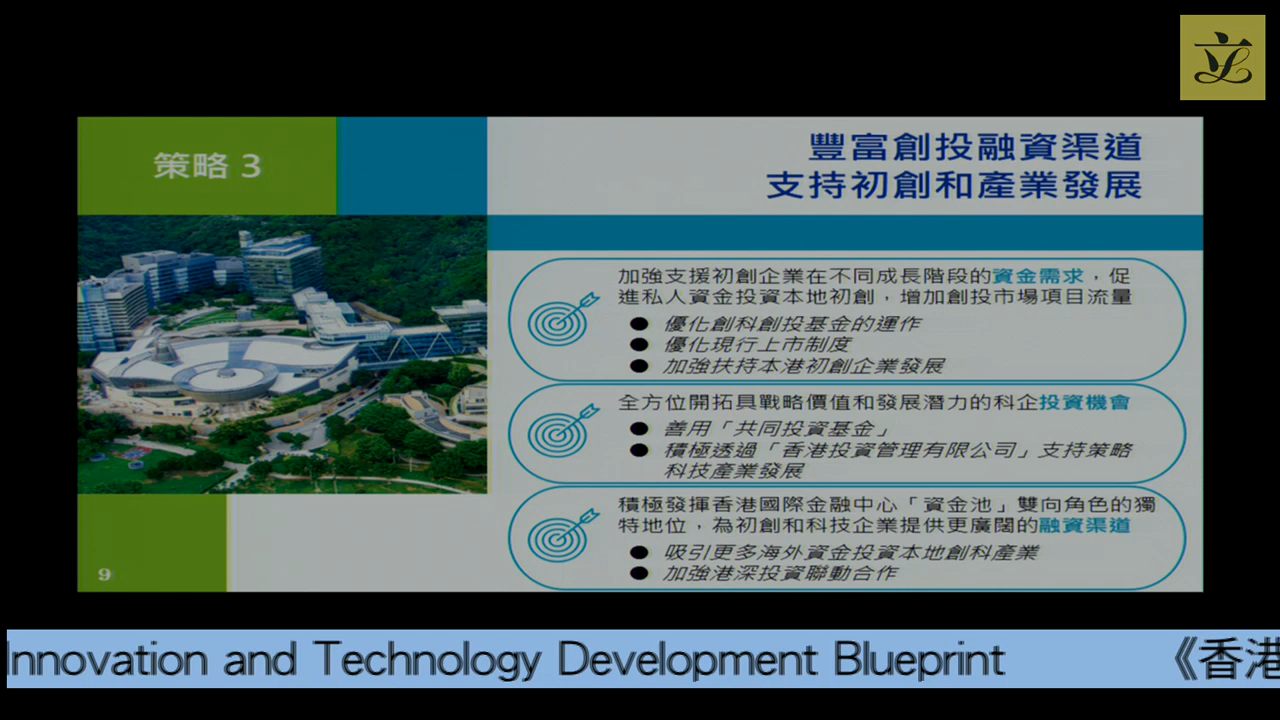 策略 3
豐富創投融資渠道
支持初創和產業發展
加強支援初創企業在不同成長階段的資金需求，促
進私人資金投資本地初創，增加創投市場項目流量
● 優化創科創投基金的運作
● 優化現行上市制度
● 加強扶持本港初創企業發展
全方位開拓具戰略價值和發展潛力的科企投資機會
● 善用「共同投資基金」
● 積極透過「香港投資管理有限公司」支持策略
科技產業發展
積極發揮香港國際金融中心「資金池」雙向角色的獨
特地位，為初創和科技企業提供更廣闊的融資渠道
● 吸引更多海外資金投資本地創科產業
● 加強港深投資聯動合作
9
Innovation and Technology Development Blueprint 《香港